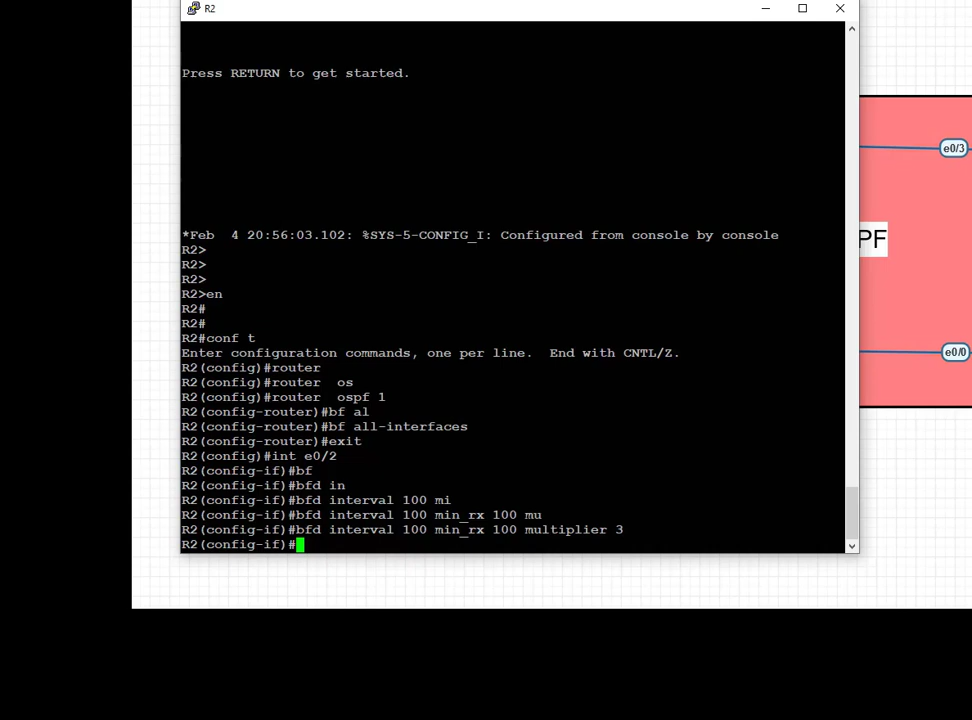 R2
Press RETURN to get started.
*Feb  4 20:56:03.102: %SYS-5-CONFIG_I: Configured from console by console
R2>
R2>
R2>
R2>en
R2#
R2#
R2#conf t
Enter configuration commands, one per line.  End with CNTL/Z.
R2(config)#router
R2(config)#router  os
R2(config)#router  ospf 1
R2(config-router)#bf al
R2(config-router)#bf all-interfaces
R2(config-router)#exit
R2(config)#int e0/2
R2(config-if)#bf
R2(config-if)#bfd in
R2(config-if)#bfd interval 100 mi
R2(config-if)#bfd interval 100 min_rx 100 mu
R2(config-if)#bfd interval 100 min_rx 100 multiplier 3
R2(config-if)#
e0/3
PF
e0/0